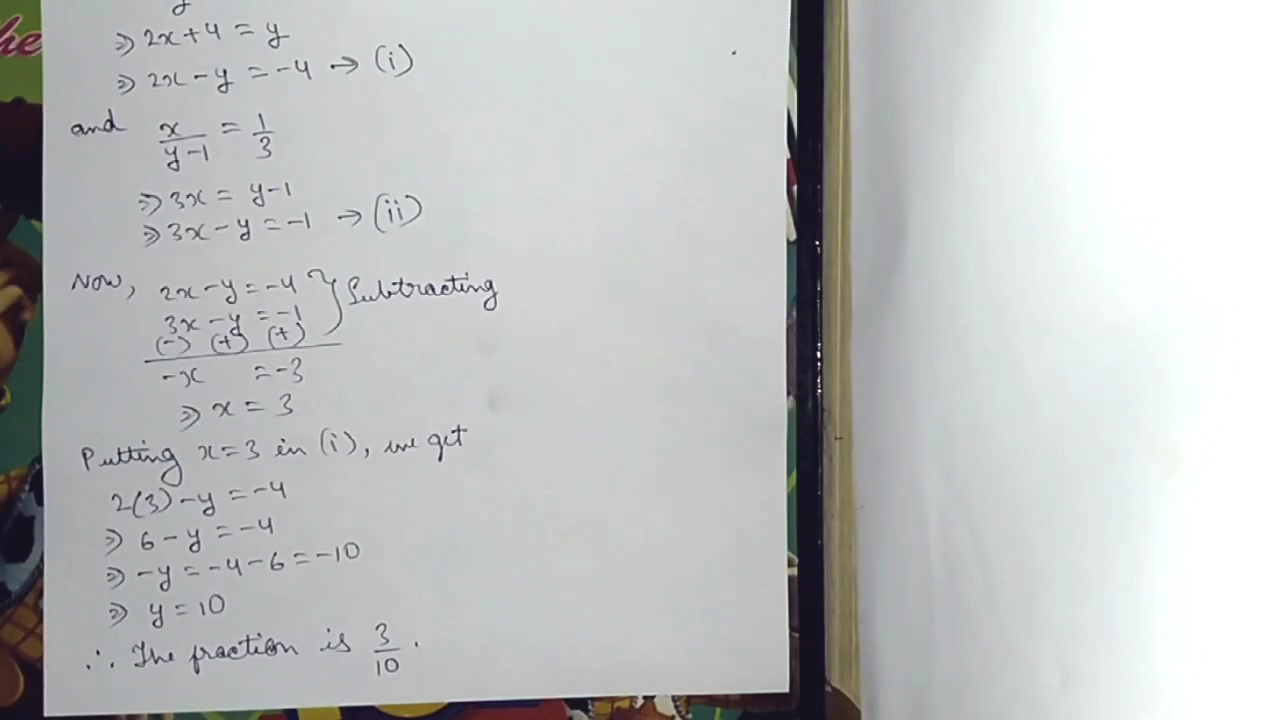 he
y
⇒ 2x+4 = y
⇒ 2x - y = -4 → (i)
and x/(y-1) = 1/3
⇒ 3x = y-1
⇒ 3x - y = -1 → (ii)
Now, 2x - y = -4 } Subtracting
3x - y = -1
(-) (+) (+)
-x = -3
⇒ x = 3
Putting x = 3 in (i), we get
2(3) - y = -4
⇒ 6 - y = -4
⇒ -y = -4 - 6 = -10
⇒ y = 10
∴ The fraction is 3/10.